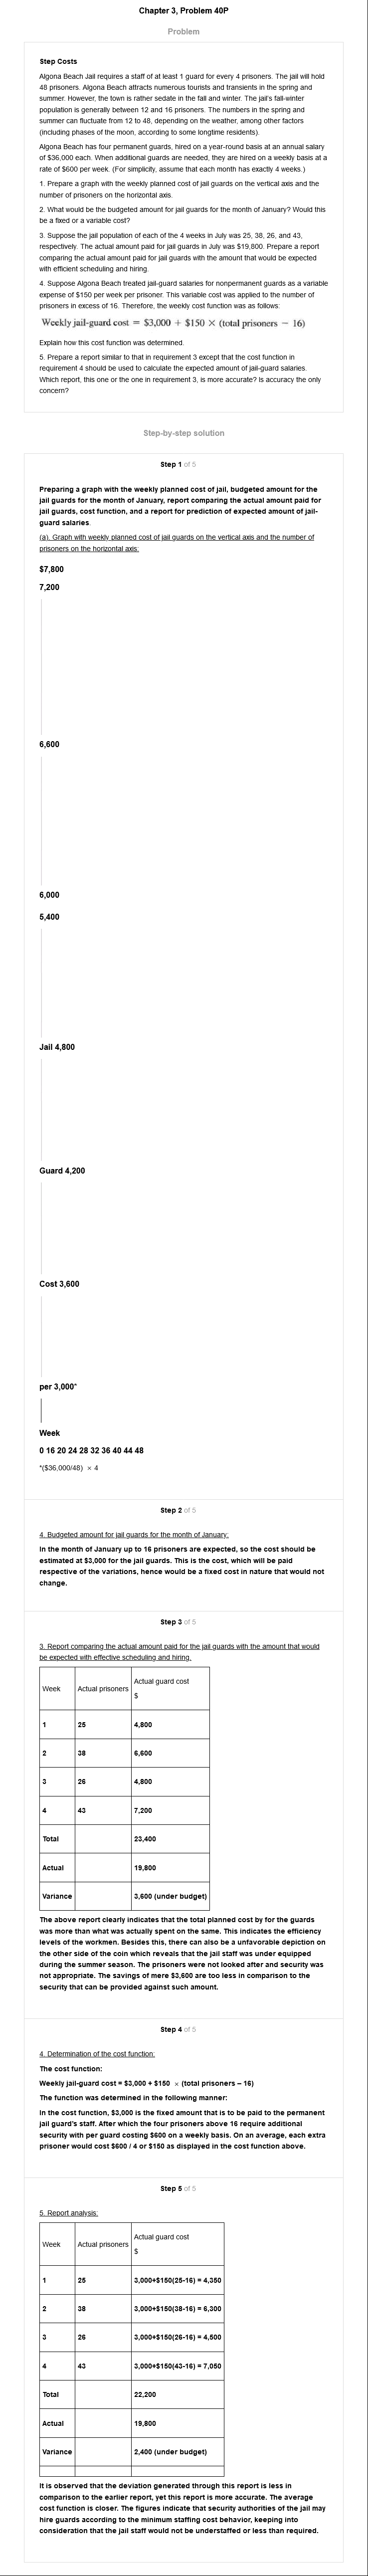 Chapter 3, Problem 40P
Problem
Step Costs
Algona Beach Jail requires a staff of at least 1 guard for every 4 prisoners. The jail will hold
48 prisoners. Algona Beach attracts numerous tourists and transients in the spring and
summer. However, the town is rather sedate in the fall and winter. The jail's fall-winter
population is generally between 12 and 16 prisoners. The numbers in the spring and
summer can fluctuate from 12 to 48, depending on the weather, among other factors
(including phases of the moon, according to some longtime residents).
Algona Beach has four permanent guards, hired on a year-round basis at an annual salary
of $36,000 each. When additional guards are needed, they are hired on a weekly basis at a
rate of $600 per week. (For simplicity, assume that each month has exactly 4 weeks.)
1. Prepare a graph with the weekly planned cost of jail guards on the vertical axis and the
number of prisoners on the horizontal axis.
2. What would be the budgeted amount for jail guards for the month of January? Would this
be a fixed or a variable cost?
3. Suppose the jail population of each of the 4 weeks in July was 25, 38, 26, and 43,
respectively. The actual amount paid for jail guards in July was $19,800. Prepare a report
comparing the actual amount paid for jail guards with the amount that would be expected
with efficient scheduling and hiring.
4. Suppose Algona Beach treated jail-guard salaries for nonpermanent guards as a variable
expense of $150 per week per prisoner. This variable cost was applied to the number of
prisoners in excess of 16. Therefore, the weekly cost function was as follows:
Weekly jail-guard cost = $3,000 + $150 × (total prisoners − 16)
Explain how this cost function was determined.
5. Prepare a report similar to that in requirement 3 except that the cost function in
requirement 4 should be used to calculate the expected amount of jail-guard salaries.
Which report, this one or the one in requirement 3, is more accurate? Is accuracy the only
concern?
Step-by-step solution
Step 1 of 5
Preparing a graph with the weekly planned cost of jail, budgeted amount for the
jail guards for the month of January, report comparing the actual amount paid for
jail guards, cost function, and a report for prediction of expected amount of jail-
guard salaries.
(a). Graph with weekly planned cost of jail guards on the vertical axis and the number of
prisoners on the horizontal axis:
$7,800
7,200
6,600
6,000
5,400
Jail 4,800
Guard 4,200
Cost 3,600
per 3,000*
Week
0 16 20 24 28 32 36 40 44 48
*($36,000/48) × 4
Step 2 of 5
4. Budgeted amount for jail guards for the month of January:
In the month of January up to 16 prisoners are expected, so the cost should be
estimated at $3,000 for the jail guards. This is the cost, which will be paid
respective of the variations, hence would be a fixed cost in nature that would not
change.
Step 3 of 5
3. Report comparing the actual amount paid for the jail guards with the amount that would
be expected with effective scheduling and hiring.
Week Actual prisoners Actual guard cost $
1 25 4,800
2 38 6,600
3 26 4,800
4 43 7,200
Total 23,400
Actual 19,800
Variance 3,600 (under budget)
The above report clearly indicates that the total planned cost by for the guards
was more than what was actually spent on the same. This indicates the efficiency
levels of the workmen. Besides this, there can also be a unfavorable depiction on
the other side of the coin which reveals that the jail staff was under equipped
during the summer season. The prisoners were not looked after and security was
not appropriate. The savings of mere $3,600 are too less in comparison to the
security that can be provided against such amount.
Step 4 of 5
4. Determination of the cost function:
The cost function:
Weekly jail-guard cost = $3,000 + $150 × (total prisoners – 16)
The function was determined in the following manner:
In the cost function, $3,000 is the fixed amount that is to be paid to the permanent
jail guard's staff. After which the four prisoners above 16 require additional
security with per guard costing $600 on a weekly basis. On an average, each extra
prisoner would cost $600 / 4 or $150 as displayed in the cost function above.
Step 5 of 5
5. Report analysis:
Week Actual prisoners Actual guard cost $
1 25 3,000+$150(25-16) = 4,350
2 38 3,000+$150(38-16) = 6,300
3 26 3,000+$150(26-16) = 4,500
4 43 3,000+$150(43-16) = 7,050
Total 22,200
Actual 19,800
Variance 2,400 (under budget)
It is observed that the deviation generated through this report is less in
comparison to the earlier report, yet this report is more accurate. The average
cost function is closer. The figures indicate that security authorities of the jail may
hire guards according to the minimum staffing cost behavior, keeping into
consideration that the jail staff would not be understaffed or less than required.